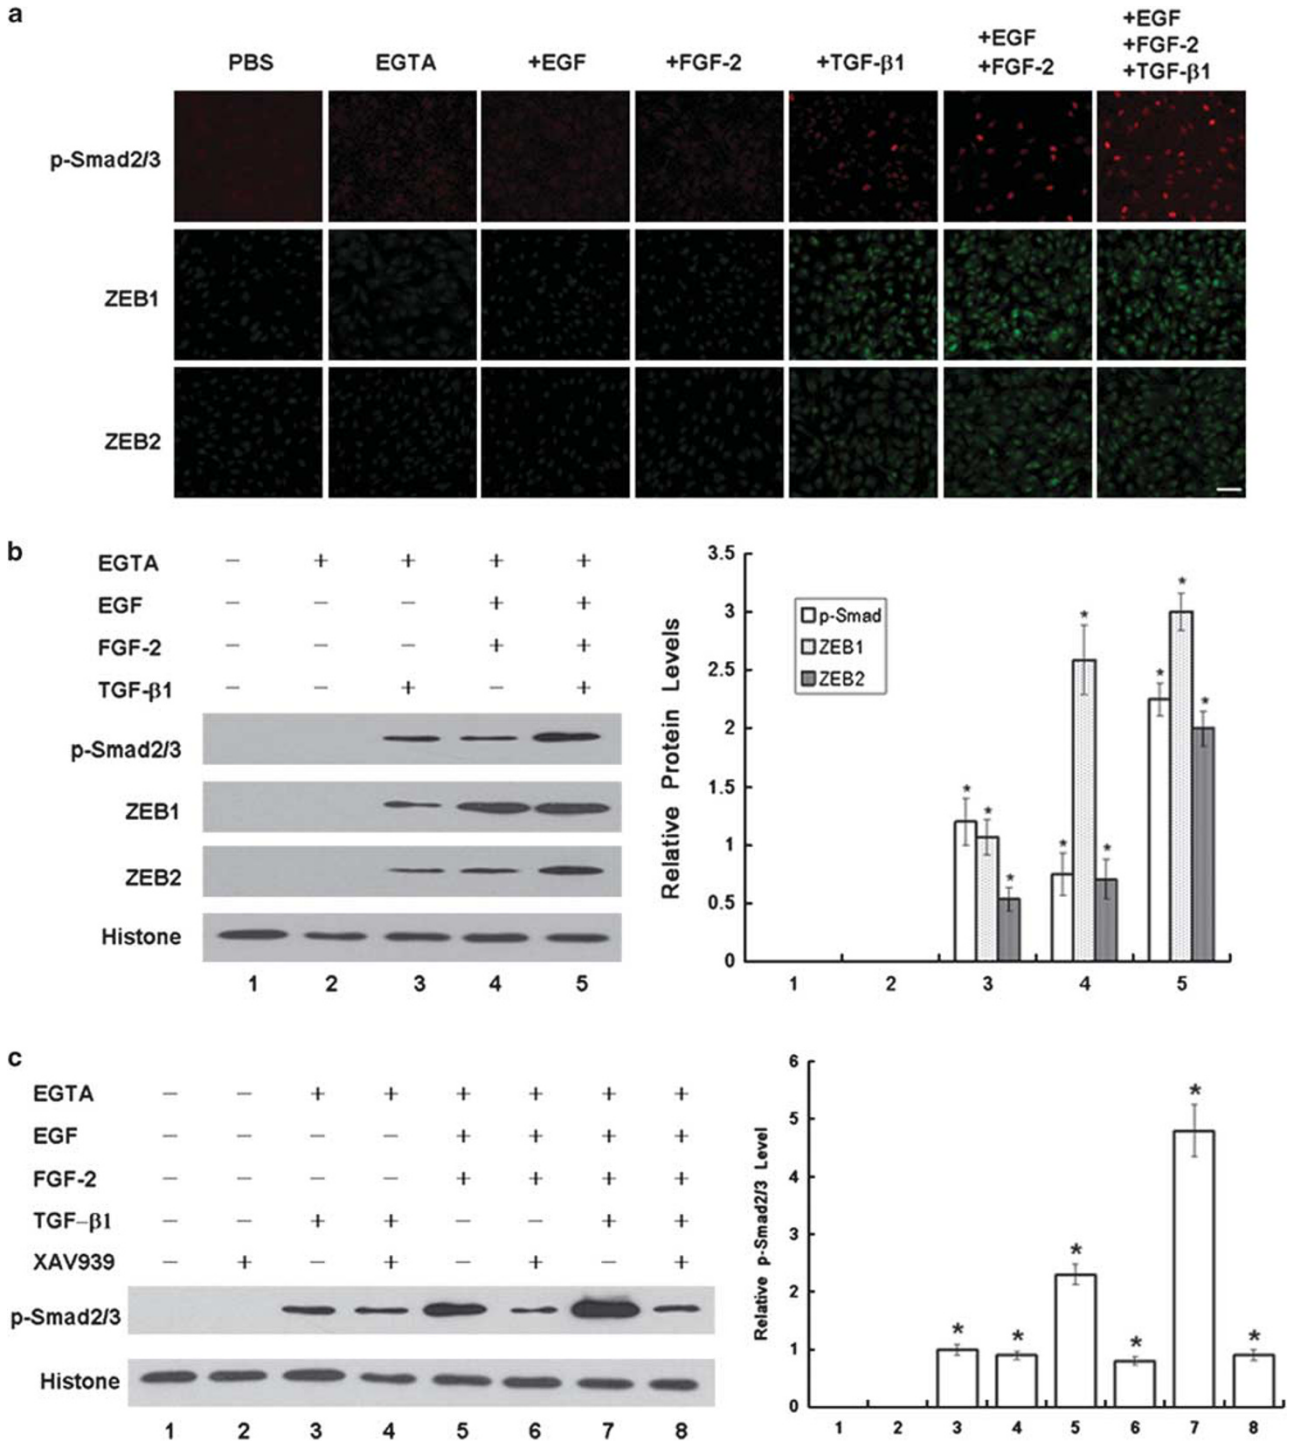 a
PBS EGTA +EGF +FGF-2 +TGF-β1 +EGF +FGF-2 +EGF +FGF-2 +TGF-β1
p-Smad2/3
ZEB1
ZEB2
b
EGTA − + + + +
EGF − − − + +
FGF-2 − − − + +
TGF-β1 − − + − +
p-Smad2/3
ZEB1
ZEB2
Histone
1 2 3 4 5
Relative Protein Levels
3.5
3
2.5
2
1.5
1
0.5
0
p-Smad
ZEB1
ZEB2
* * * * * * * * *
1 2 3 4 5
c
EGTA − − + + + + + +
EGF − − − − + + + +
FGF-2 − − − − + + + +
TGF−β1 − − + + − − + +
XAV939 − + − + − + − +
p-Smad2/3
Histone
1 2 3 4 5 6 7 8
Relative p-Smad2/3 Level
6
5
4
3
2
1
0
* * * * * *
1 2 3 4 5 6 7 8